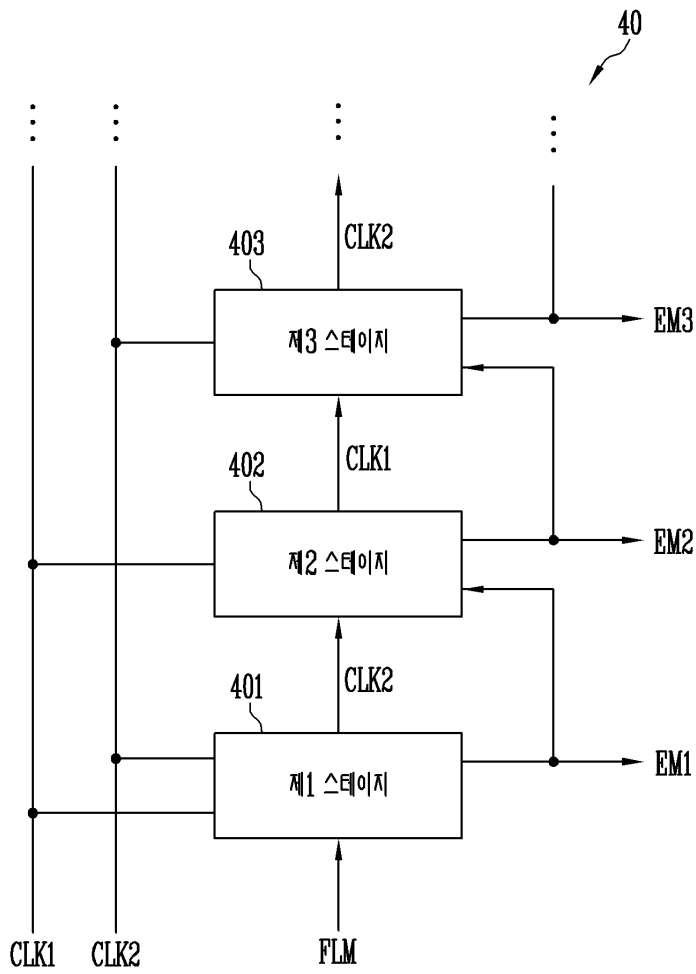 40
CLK2
403
제3 스테이지
EM3
CLK1
402
제2 스테이지
EM2
CLK2
401
제1 스테이지
EM1
CLK1 CLK2 FLM